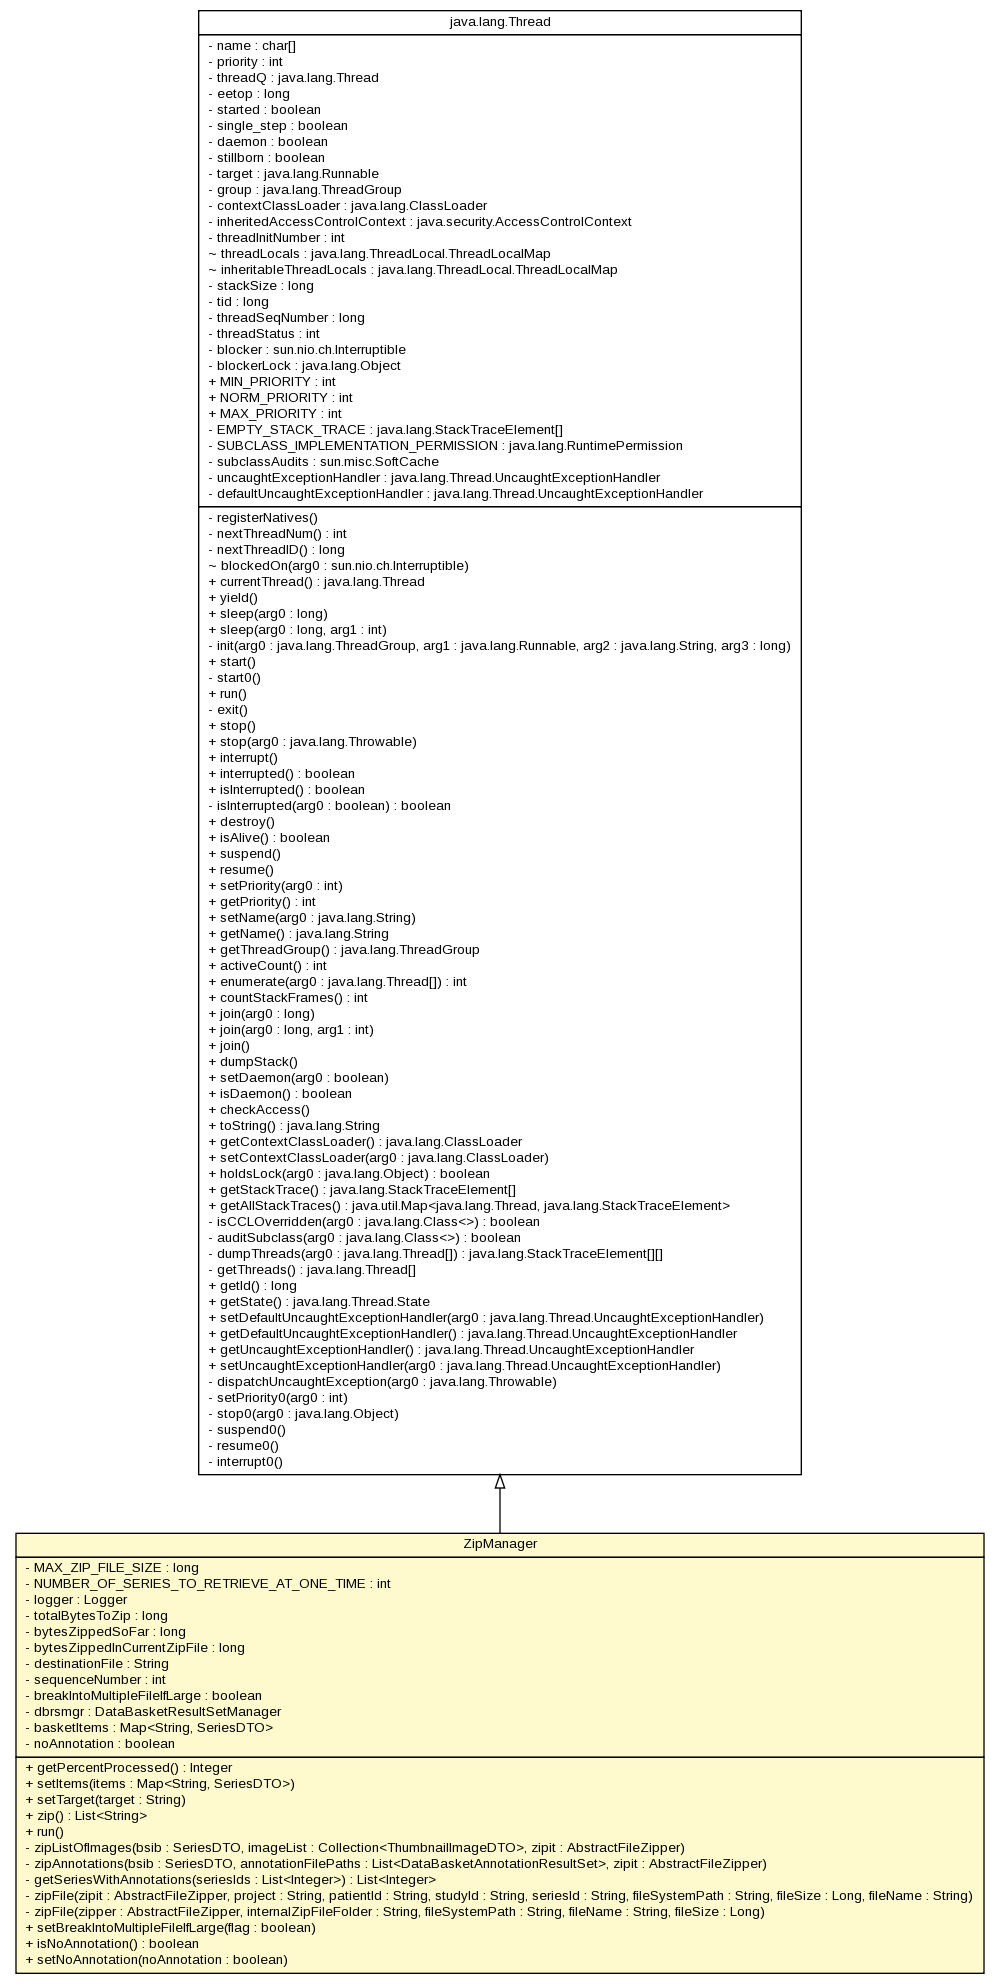 java.lang.Thread
- name : char[]
- priority : int
- threadQ : java.lang.Thread
- eetop : long
- started : boolean
- single_step : boolean
- daemon : boolean
- stillborn : boolean
- target : java.lang.Runnable
- group : java.lang.ThreadGroup
- contextClassLoader : java.lang.ClassLoader
- inheritedAccessControlContext : java.security.AccessControlContext
- threadInitNumber : int
~ threadLocals : java.lang.ThreadLocal.ThreadLocalMap
~ inheritableThreadLocals : java.lang.ThreadLocal.ThreadLocalMap
- stackSize : long
- tid : long
- threadSeqNumber : long
- threadStatus : int
- blocker : sun.nio.ch.Interruptible
- blockerLock : java.lang.Object
+ MIN_PRIORITY : int
+ NORM_PRIORITY : int
+ MAX_PRIORITY : int
- EMPTY_STACK_TRACE : java.lang.StackTraceElement[]
- SUBCLASS_IMPLEMENTATION_PERMISSION : java.lang.RuntimePermission
- subclassAudits : sun.misc.SoftCache
- uncaughtExceptionHandler : java.lang.Thread.UncaughtExceptionHandler
- defaultUncaughtExceptionHandler : java.lang.Thread.UncaughtExceptionHandler
- registerNatives()
- nextThreadNum() : int
- nextThreadID() : long
~ blockedOn(arg0 : sun.nio.ch.Interruptible)
+ currentThread() : java.lang.Thread
+ yield()
+ sleep(arg0 : long)
+ sleep(arg0 : long, arg1 : int)
- init(arg0 : java.lang.ThreadGroup, arg1 : java.lang.Runnable, arg2 : java.lang.String, arg3 : long)
+ start()
- start0()
+ run()
- exit()
+ stop()
+ stop(arg0 : java.lang.Throwable)
+ interrupt()
+ interrupted() : boolean
+ isInterrupted() : boolean
- isInterrupted(arg0 : boolean) : boolean
+ destroy()
+ isAlive() : boolean
+ suspend()
+ resume()
+ setPriority(arg0 : int)
+ getPriority() : int
+ setName(arg0 : java.lang.String)
+ getName() : java.lang.String
+ getThreadGroup() : java.lang.ThreadGroup
+ activeCount() : int
+ enumerate(arg0 : java.lang.Thread[]) : int
+ countStackFrames() : int
+ join(arg0 : long)
+ join(arg0 : long, arg1 : int)
+ join()
+ dumpStack()
+ setDaemon(arg0 : boolean)
+ isDaemon() : boolean
+ checkAccess()
+ toString() : java.lang.String
+ getContextClassLoader() : java.lang.ClassLoader
+ setContextClassLoader(arg0 : java.lang.ClassLoader)
+ holdsLock(arg0 : java.lang.Object) : boolean
+ getStackTrace() : java.lang.StackTraceElement[]
+ getAllStackTraces() : java.util.Map<java.lang.Thread, java.lang.StackTraceElement>
- isCCLOverridden(arg0 : java.lang.Class<>) : boolean
- auditSubclass(arg0 : java.lang.Class<>) : boolean
- dumpThreads(arg0 : java.lang.Thread[]) : java.lang.StackTraceElement[][]
- getThreads() : java.lang.Thread[]
+ getId() : long
+ getState() : java.lang.Thread.State
+ setDefaultUncaughtExceptionHandler(arg0 : java.lang.Thread.UncaughtExceptionHandler)
+ getDefaultUncaughtExceptionHandler() : java.lang.Thread.UncaughtExceptionHandler
+ getUncaughtExceptionHandler() : java.lang.Thread.UncaughtExceptionHandler
+ setUncaughtExceptionHandler(arg0 : java.lang.Thread.UncaughtExceptionHandler)
- dispatchUncaughtException(arg0 : java.lang.Throwable)
- setPriority0(arg0 : int)
- stop0(arg0 : java.lang.Object)
- suspend0()
- resume0()
- interrupt0()
ZipManager
- MAX_ZIP_FILE_SIZE : long
- NUMBER_OF_SERIES_TO_RETRIEVE_AT_ONE_TIME : int
- logger : Logger
- totalBytesToZip : long
- bytesZippedSoFar : long
- bytesZippedInCurrentZipFile : long
- destinationFile : String
- sequenceNumber : int
- breakIntoMultipleFileIfLarge : boolean
- dbrsmgr : DataBasketResultSetManager
- basketItems : Map<String, SeriesDTO>
- noAnnotation : boolean
+ getPercentProcessed() : Integer
+ setItems(items : Map<String, SeriesDTO>)
+ setTarget(target : String)
+ zip() : List<String>
+ run()
- zipListOfImages(bsib : SeriesDTO, imageList : Collection<ThumbnailImageDTO>, zipit : AbstractFileZipper)
- zipAnnotations(bsib : SeriesDTO, annotationFilePaths : List<DataBasketAnnotationResultSet>, zipit : AbstractFileZipper)
- getSeriesWithAnnotations(seriesIds : List<Integer>) : List<Integer>
- zipFile(zipit : AbstractFileZipper, project : String, patientId : String, studyId : String, seriesId : String, fileSystemPath : String, fileSize : Long, fileName : String)
- zipFile(zipper : AbstractFileZipper, internalZipFileFolder : String, fileSystemPath : String, fileName : String, fileSize : Long)
+ setBreakIntoMultipleFileIfLarge(flag : boolean)
+ isNoAnnotation() : boolean
+ setNoAnnotation(noAnnotation : boolean)